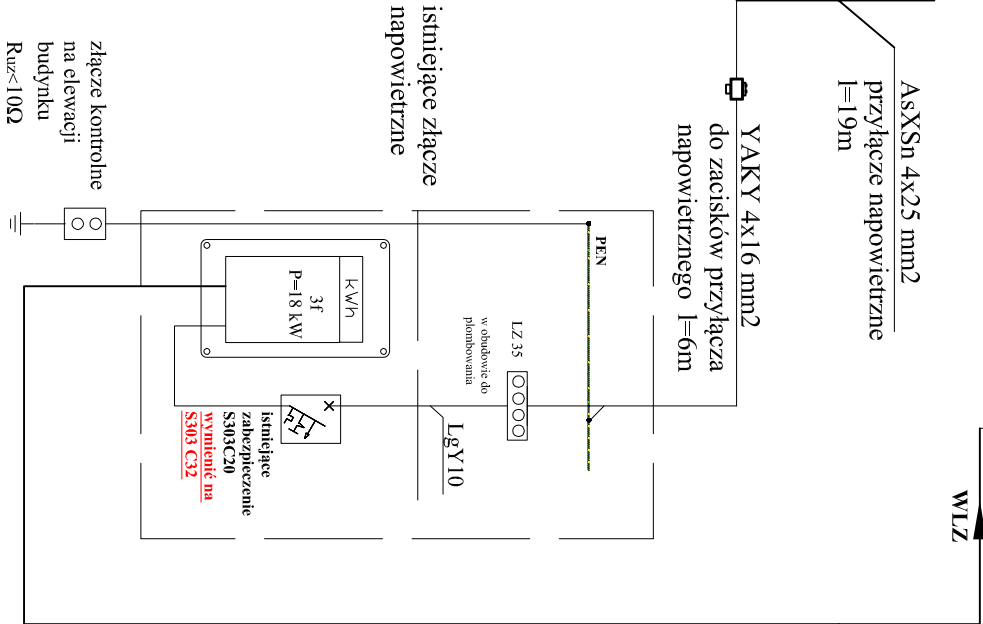 AsXSn 4x25 mm2
przyłącze napowietrzne
l=19m
YAKY 4x16 mm2
do zacisków przyłącza
napowietrznego l=6m
istniejące złącze
napowietrzne
złącze kontrolne
na elewacji
budynku
Ruz<10Ω
PEN
LZ 35
w obudowie do
plombowania
LgY10
kWh
3f
P=18 kW
istniejące
zabezpieczenie
S303C20
wymienić na
S303 C32
WLZ